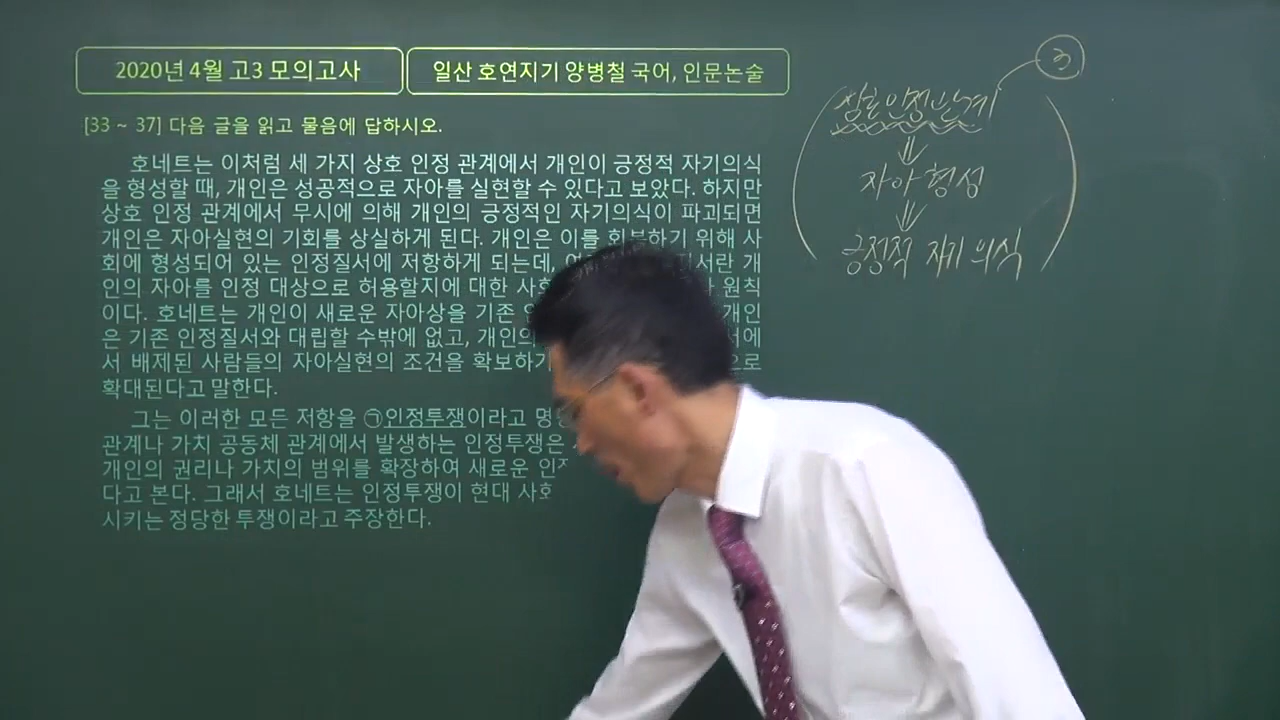 2020년 4월 고3 모의고사
일산 호연지기 양병철 국어, 인문논술
[33 ~ 37] 다음 글을 읽고 물음에 답하시오.
호네트는 이처럼 세 가지 상호 인정 관계에서 개인이 긍정적 자기의식
을 형성할 때, 개인은 성공적으로 자아를 실현할 수 있다고 보았다. 하지만
상호 인정 관계에서 무시에 의해 개인의 긍정적인 자기의식이 파괴되면
개인은 자아실현의 기회를 상실하게 된다. 개인은 이를 회복하기 위해 사
회에 형성되어 있는 인정질서에 저항하게 되는데, 개
인의 자아를 인정 대상으로 허용할지에 대한 원칙
이다. 호네트는 개인이 새로운 자아상을 기존 개인
은 기존 인정질서와 대립할 수밖에 없고, 에
서 배제된 사람들의 자아실현의 조건을 로
확대된다고 말한다.
그는 이러한 모든 저항을 ㉠인정투쟁이라고
관계나 가치 공동체 관계에서 발생하는 인정투쟁은
개인의 권리나 가치의 범위를 확장하여 새로운
다고 본다. 그래서 호네트는 인정투쟁이 현대
시키는 정당한 투쟁이라고 주장한다.
상호인정관계
⇓
자아 형성
⇓
긍정적 자기의식